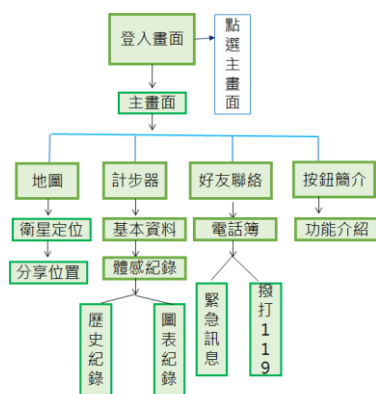 登入畫面
點選主畫面
主畫面
地圖
計步器
好友聯絡
按鈕簡介
衛星定位
基本資料
電話簿
功能介紹
分享位置
體感紀錄
歷史紀錄
圖表紀錄
緊急訊息
撥打119